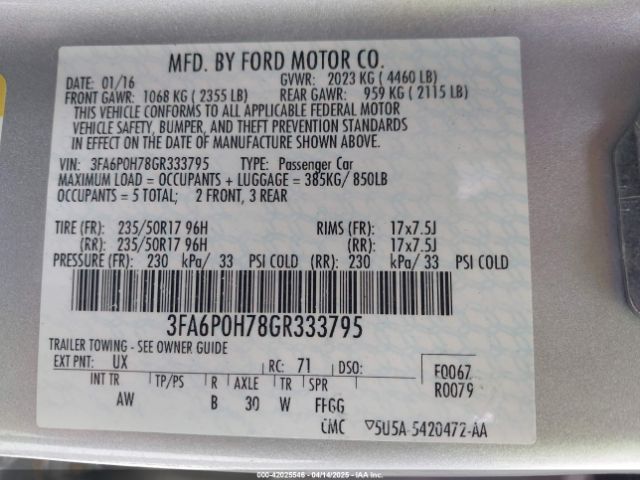 MFD. BY FORD MOTOR CO.
DATE: 01/16 GVWR: 2023 KG ( 4460 LB)
FRONT GAWR: 1068 KG ( 2355 LB) REAR GAWR: 959 KG ( 2115 LB)
THIS VEHICLE CONFORMS TO ALL APPLICABLE FEDERAL MOTOR
VEHICLE SAFETY, BUMPER, AND THEFT PREVENTION STANDARDS
IN EFFECT ON THE DATE OF MANUFACTURE SHOWN ABOVE.
VIN: 3FA6P0H78GR333795 TYPE: Passenger Car
MAXIMUM LOAD = OCCUPANTS + LUGGAGE = 385KG/ 850LB
OCCUPANTS = 5 TOTAL; 2 FRONT, 3 REAR
TIRE (FR): 235/50R17 96H RIMS (FR): 17x7.5J
(RR): 235/50R17 96H (RR): 17x7.5J
PRESSURE (FR): 230 kPa/ 33 PSI COLD (RR): 230 kPa/ 33 PSI COLD
3FA6P0H78GR333795
TRAILER TOWING - SEE OWNER GUIDE
EXT PNT: UX RC: 71 DSO:
F0067
R0079
INT TR TP/PS R AXLE TR SPR
AW B 30 W FFGG
CMC ▽5U5A-5420472-AA
000-42025546 - 04/14/2025 - Copart, IAA